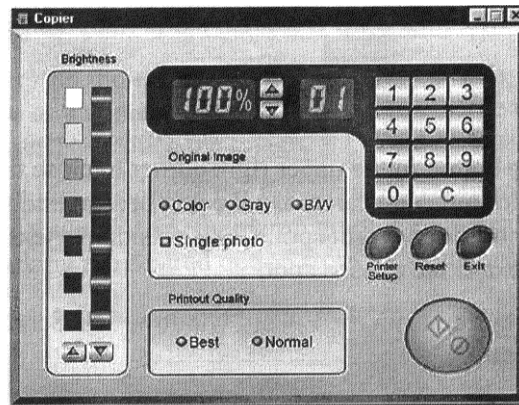 Copier
Brightness
100% 01
1 2 3
4 5 6
7 8 9
0 C
Original Image
Color Gray B/W
Single photo
Printer Setup Reset Exit
Printout Quality
Best Normal